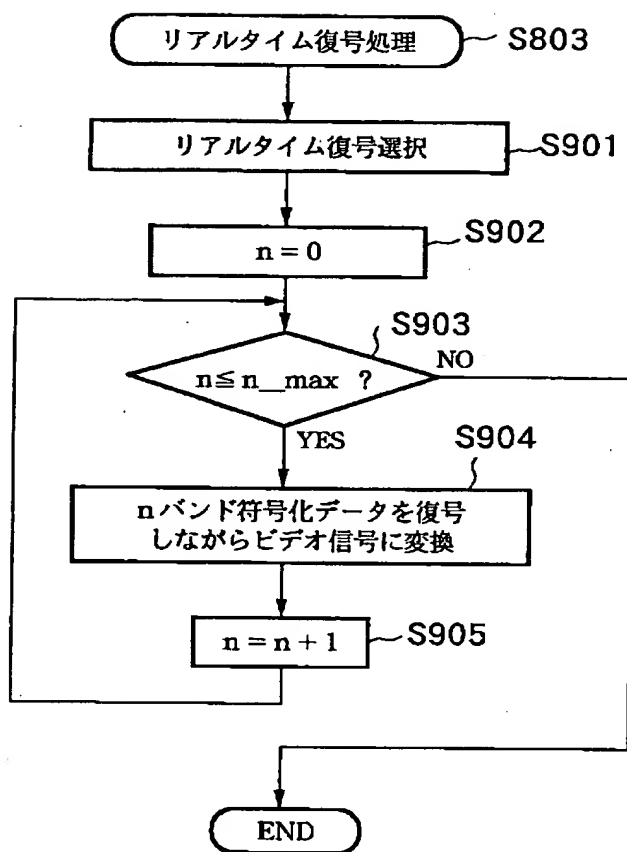 リアルタイム復号処理
S803
リアルタイム復号選択
S901
n = 0
S902
n≦n_max ?
S903
NO
YES
S904
nバンド符号化データを復号
しながらビデオ信号に変換
n = n + 1
S905
END